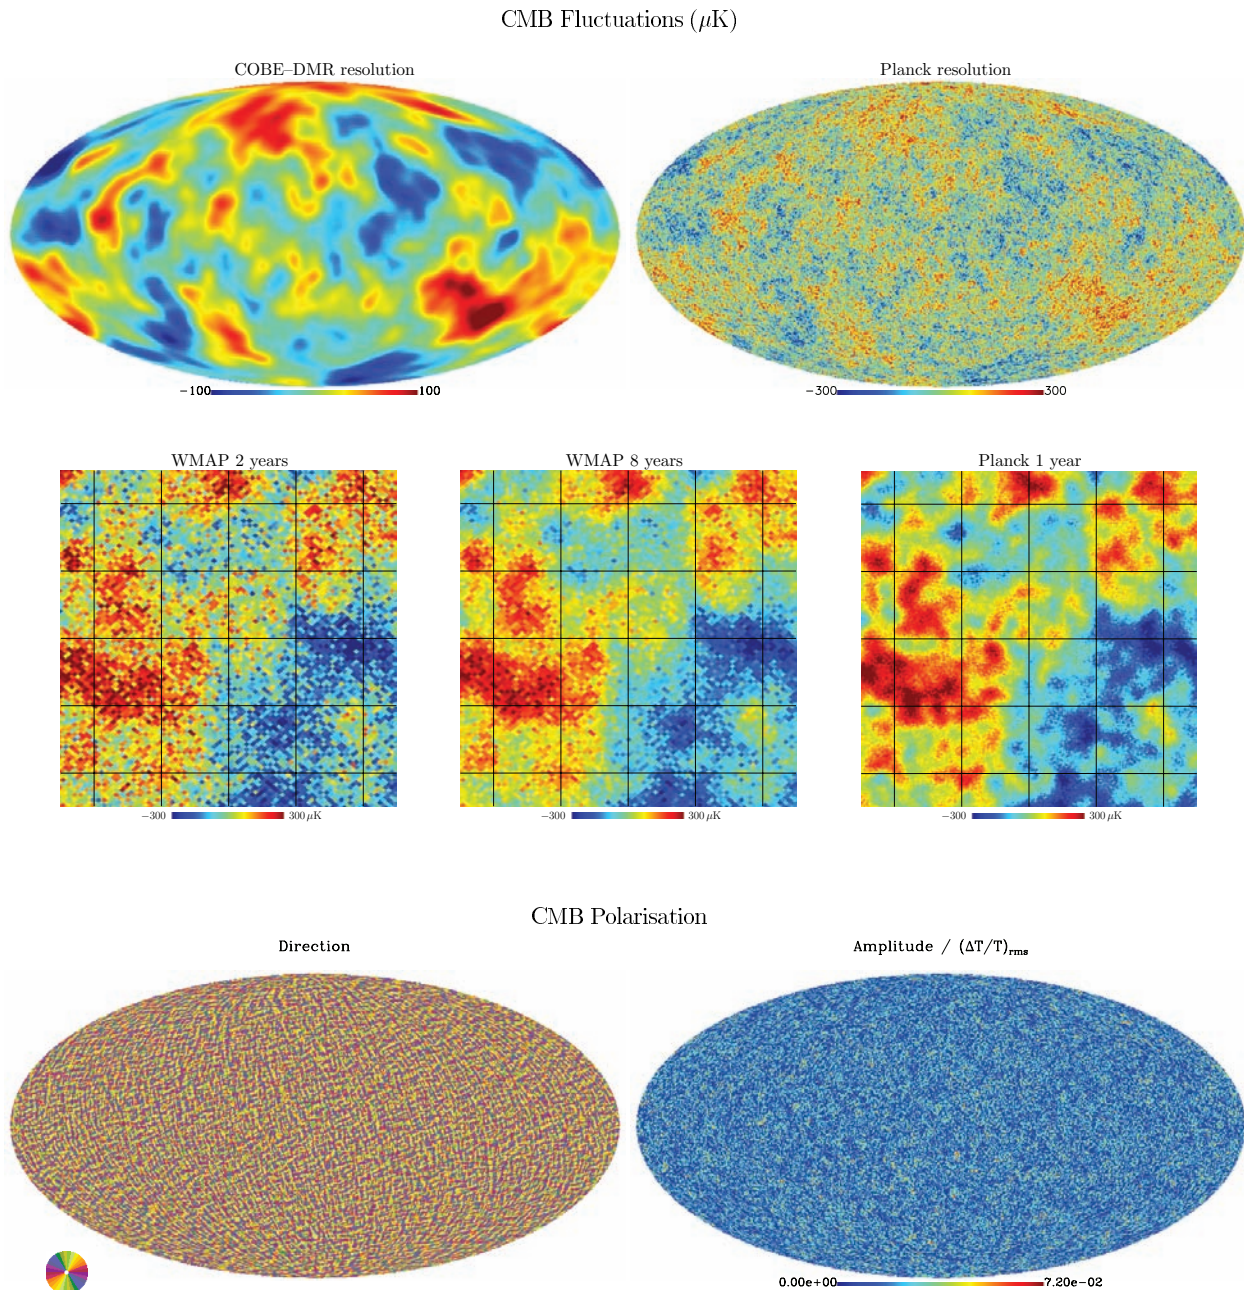 CMB Fluctuations (μK)
COBE–DMR resolution
Planck resolution
−100 100
−300 300
WMAP 2 years
WMAP 8 years
Planck 1 year
−300 300 μK
−300 300 μK
−300 300 μK
CMB Polarisation
Direction
Amplitude / (ΔT/T)rms
0.00e+00 7.20e−02